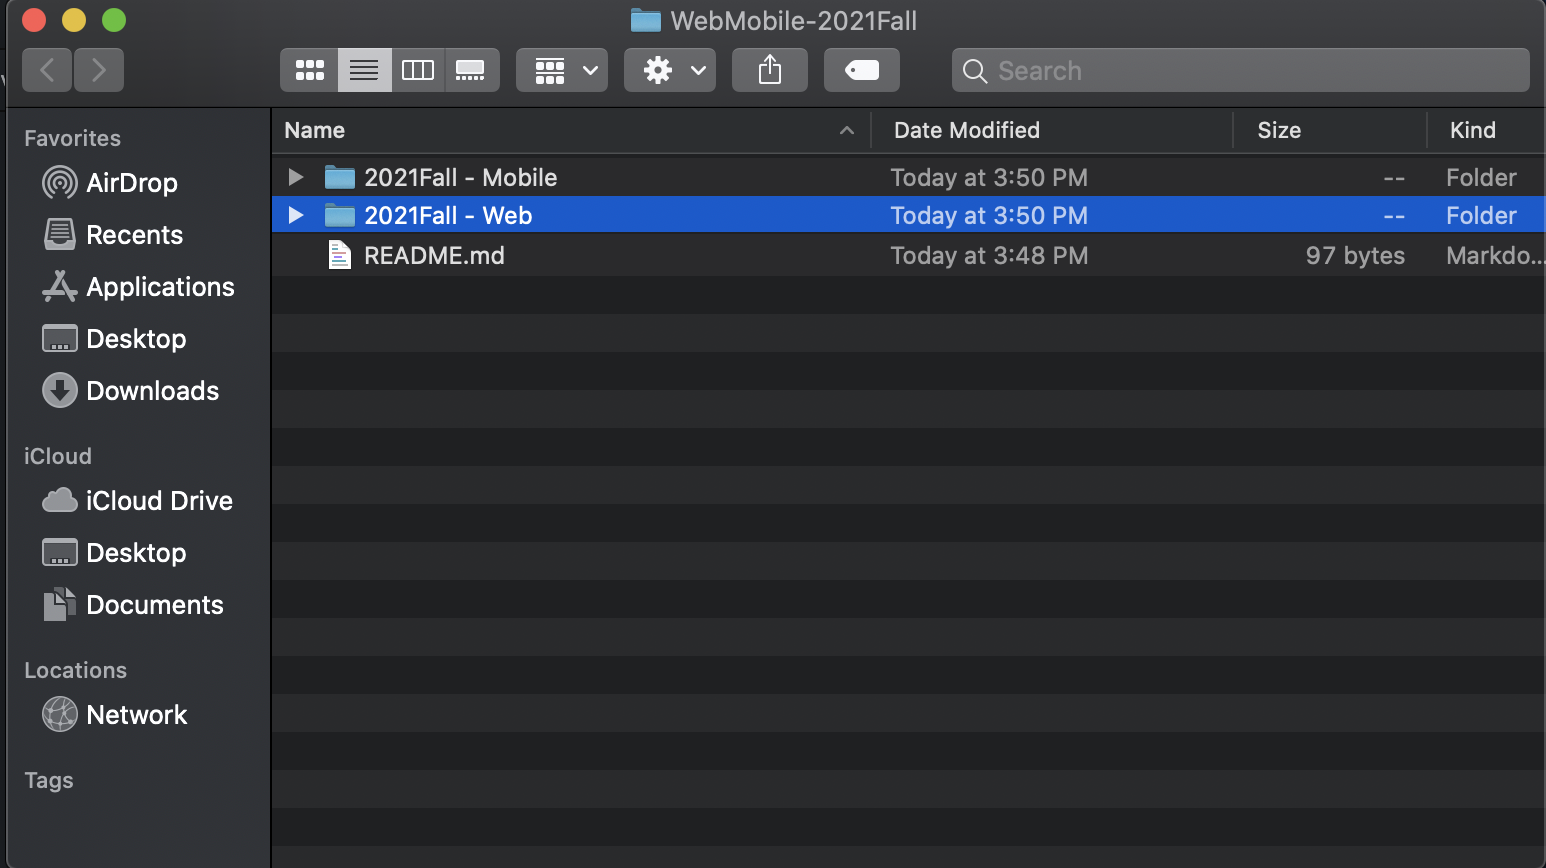 WebMobile-2021Fall
Search
Favorites
AirDrop
Recents
Applications
Desktop
Downloads
iCloud
iCloud Drive
Desktop
Documents
Locations
Network
Tags
Name Date Modified Size Kind
2021Fall - Mobile Today at 3:50 PM -- Folder
2021Fall - Web Today at 3:50 PM -- Folder
README.md Today at 3:48 PM 97 bytes Markdo...